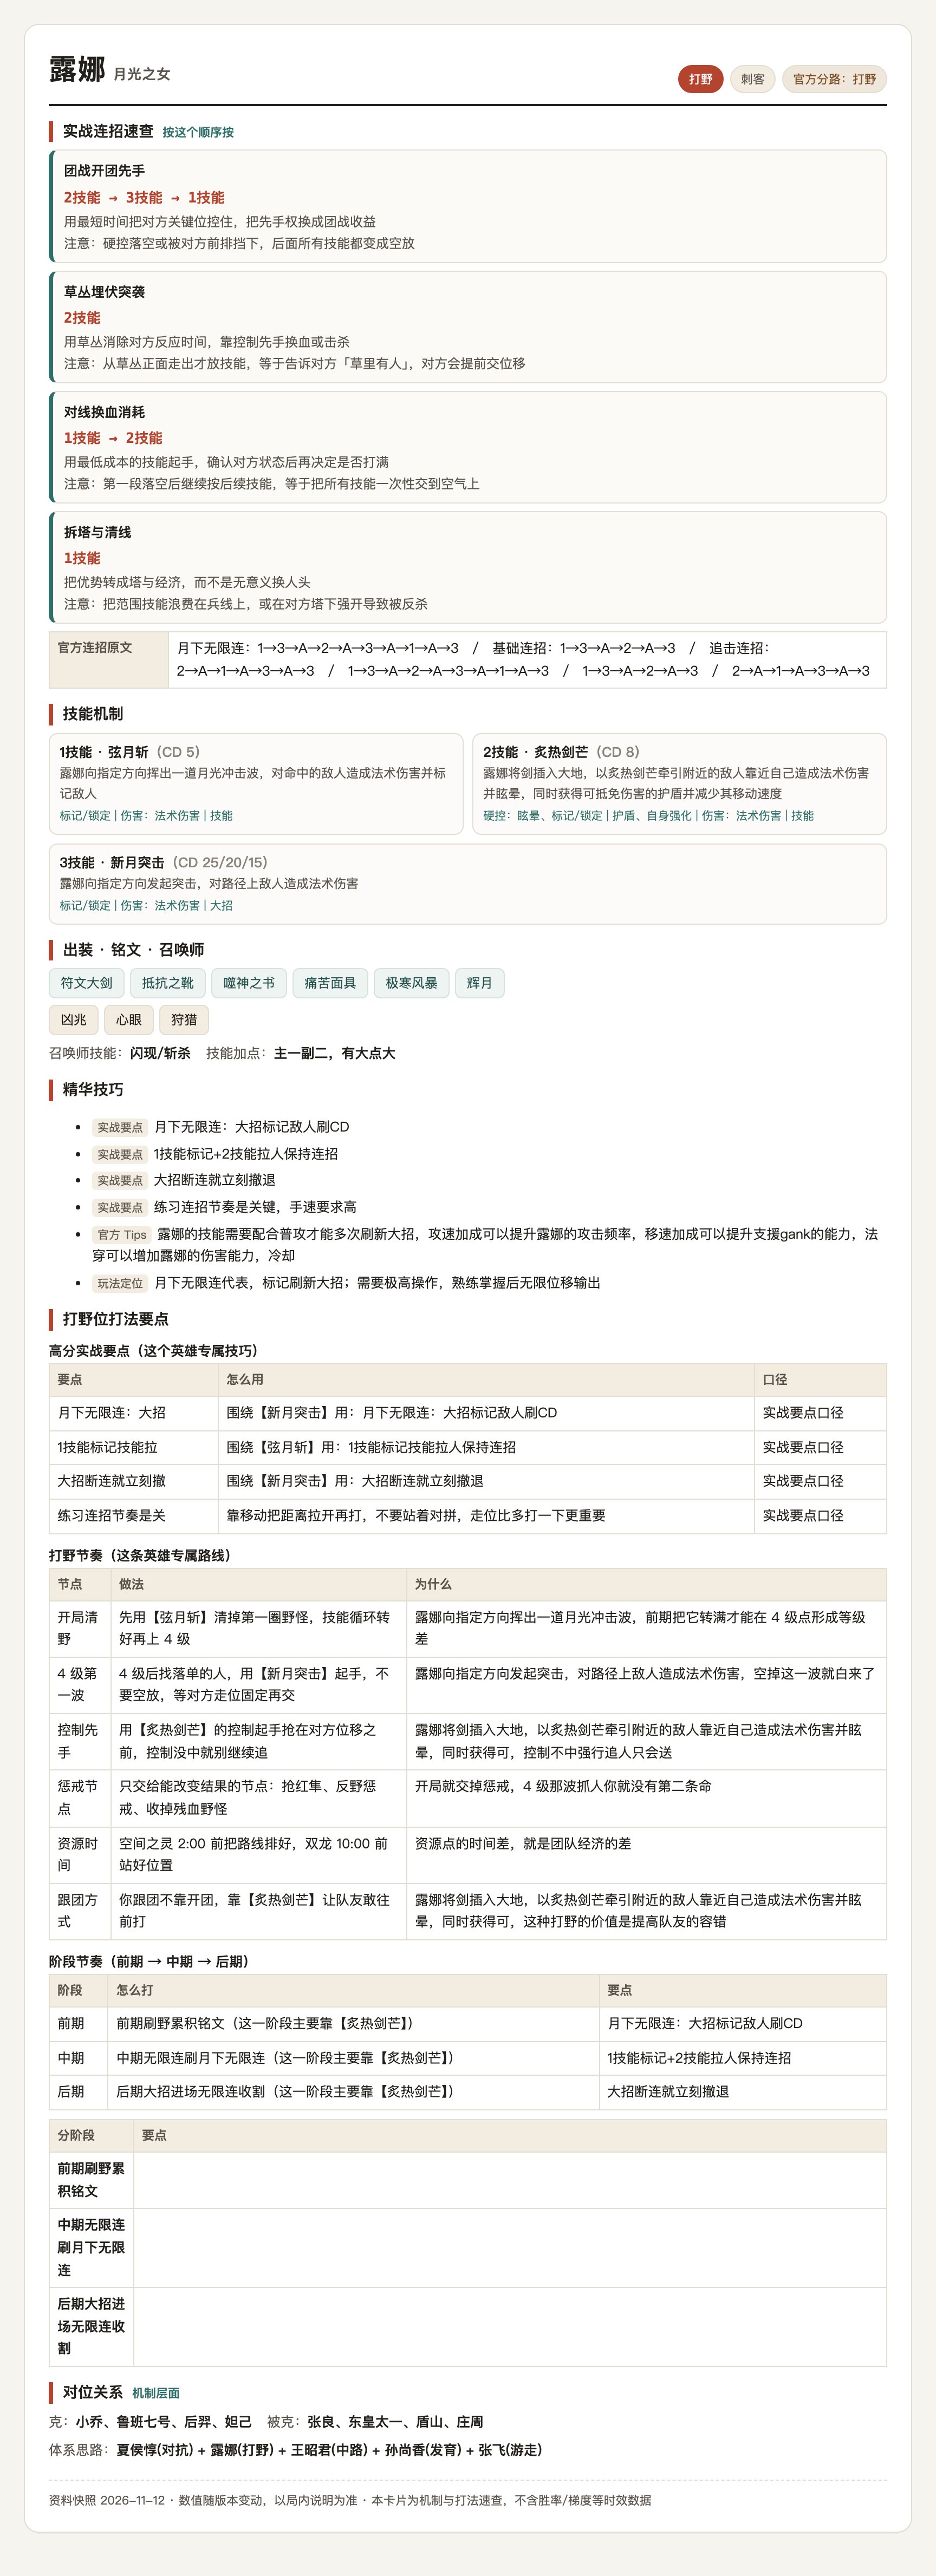 露娜 月光之女
打野 刺客 官方分路：打野
实战连招速查 按这个顺序按
团战开团先手
2技能 → 3技能 → 1技能
用最短时间把对方关键位控住，把先手权换成团战收益
注意：硬控落空或被对方前排挡下，后面所有技能都变成空放
草丛埋伏突袭
2技能
用草丛消除对方反应时间，靠控制先手换血或击杀
注意：从草丛正面走出才放技能，等于告诉对方「草里有人」，对方会提前交位移
对线换血消耗
1技能 → 2技能
用最低成本的技能起手，确认对方状态后再决定是否打满
注意：第一段落空后继续按后续技能，等于把所有技能一次性交到空气上
拆塔与清线
1技能
把优势转成塔与经济，而不是无意义换人头
注意：把范围技能浪费在兵线上，或在对方塔下强开导致被反杀
官方连招原文
月下无限连：1→3→A→2→A→3→A→1→A→3 / 基础连招：1→3→A→2→A→3 / 追击连招：
2→A→1→A→3→A→3 / 1→3→A→2→A→3→A→1→A→3 / 1→3→A→2→A→3 / 2→A→1→A→3→A→3
技能机制
1技能 · 弦月斩（CD 5）
露娜向指定方向挥出一道月光冲击波，对命中的敌人造成法术伤害并标
记敌人
标记/锁定 | 伤害：法术伤害 | 技能
2技能 · 炙热剑芒（CD 8）
露娜将剑插入大地，以炙热剑芒牵引附近的敌人靠近自己造成法术伤害
并眩晕，同时获得可抵免伤害的护盾并减少其移动速度
硬控：眩晕、标记/锁定 | 护盾、自身强化 | 伤害：法术伤害 | 技能
3技能 · 新月突击（CD 25/20/15）
露娜向指定方向发起突击，对路径上敌人造成法术伤害
标记/锁定 | 伤害：法术伤害 | 大招
出装 · 铭文 · 召唤师
符文大剑 抵抗之靴 噬神之书 痛苦面具 极寒风暴 辉月
凶兆 心眼 狩猎
召唤师技能：闪现/斩杀 技能加点：主一副二，有大点大
精华技巧
• 实战要点 月下无限连：大招标记敌人刷CD
• 实战要点 1技能标记+2技能拉人保持连招
• 实战要点 大招断连就立刻撤退
• 实战要点 练习连招节奏是关键，手速要求高
• 官方 Tips 露娜的技能需要配合普攻才能多次刷新大招，攻速加成可以提升露娜的攻击频率，移速加成可以提升支援gank的能力，法
穿可以增加露娜的伤害能力，冷却
• 玩法定位 月下无限连代表，标记刷新大招；需要极高操作，熟练掌握后无限位移输出
打野位打法要点
高分实战要点（这个英雄专属技巧）
要点 怎么用 口径
月下无限连：大招 围绕【新月突击】用：月下无限连：大招标记敌人刷CD 实战要点口径
1技能标记技能拉 围绕【弦月斩】用：1技能标记技能拉人保持连招 实战要点口径
大招断连就立刻撤 围绕【新月突击】用：大招断连就立刻撤退 实战要点口径
练习连招节奏是关 靠移动把距离拉开再打，不要站着对拼，走位比多打一下更重要 实战要点口径
打野节奏（这条英雄专属路线）
节点 做法 为什么
开局清
野
先用【弦月斩】清掉第一圈野怪，技能循环转
好再上 4 级
露娜向指定方向挥出一道月光冲击波，前期把它转满才能在 4 级点形成等级
差
4 级第
一波
4 级后找落单的人，用【新月突击】起手，不
要空放，等对方走位固定再交
露娜向指定方向发起突击，对路径上敌人造成法术伤害，空掉这一波就白来了
控制先
手
用【炙热剑芒】的控制起手抢在对方位移之
前，控制没中就别继续追
露娜将剑插入大地，以炙热剑芒牵引附近的敌人靠近自己造成法术伤害并眩
晕，同时获得可，控制不中强行追人只会送
惩戒节
点
只交给能改变结果的节点：抢红隼、反野惩
戒、收掉残血野怪
开局就交掉惩戒，4 级那波抓人你就没有第二条命
资源时
间
空间之灵 2:00 前把路线排好，双龙 10:00 前
站好位置
资源点的时间差，就是团队经济的差
跟团方
式
你跟团不靠开团，靠【炙热剑芒】让队友敢往
前打
露娜将剑插入大地，以炙热剑芒牵引附近的敌人靠近自己造成法术伤害并眩
晕，同时获得可，这种打野的价值是提高队友的容错
阶段节奏（前期 → 中期 → 后期）
阶段 怎么打 要点
前期 前期刷野累积铭文（这一阶段主要靠【炙热剑芒】） 月下无限连：大招标记敌人刷CD
中期 中期无限连刷月下无限连（这一阶段主要靠【炙热剑芒】） 1技能标记+2技能拉人保持连招
后期 后期大招进场无限连收割（这一阶段主要靠【炙热剑芒】） 大招断连就立刻撤退
分阶段 要点
前期刷野累
积铭文
中期无限连
刷月下无限
连
后期大招进
场无限连收
割
对位关系 机制层面
克：小乔、鲁班七号、后羿、妲己 被克：张良、东皇太一、盾山、庄周
体系思路：夏侯惇(对抗) + 露娜(打野) + 王昭君(中路) + 孙尚香(发育) + 张飞(游走)
资料快照 2026-11-12 · 数值随版本变动，以局内说明为准 · 本卡片为机制与打法速查，不含胜率/梯度等时效数据